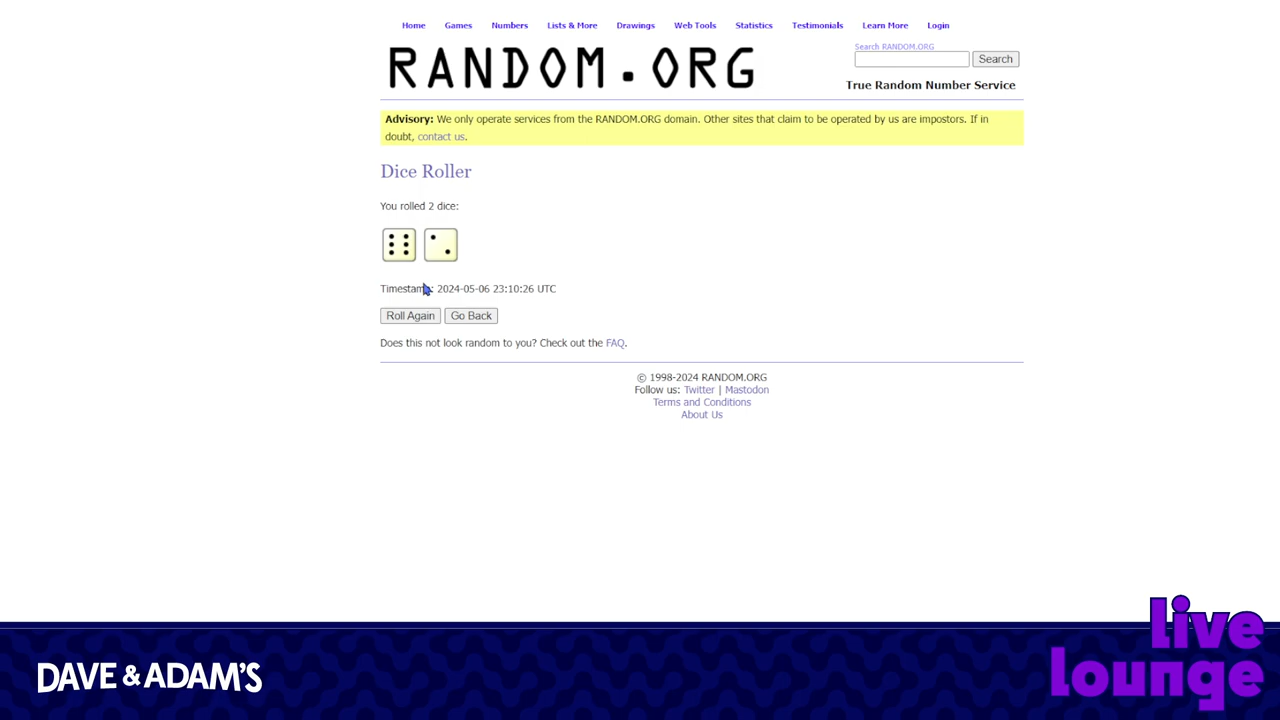 Home Games Numbers Lists & More Drawings Web Tools Statistics Testimonials Learn More Login
RANDOM.ORG
Search RANDOM.ORG
Search
True Random Number Service
Advisory: We only operate services from the RANDOM.ORG domain. Other sites that claim to be operated by us are impostors. If in
doubt, contact us.
Dice Roller
You rolled 2 dice:
Timestamp: 2024-05-06 23:10:26 UTC
Roll Again Go Back
Does this not look random to you? Check out the FAQ.
© 1998-2024 RANDOM.ORG
Follow us: Twitter | Mastodon
Terms and Conditions
About Us
DAVE & ADAM'S
live
lounge